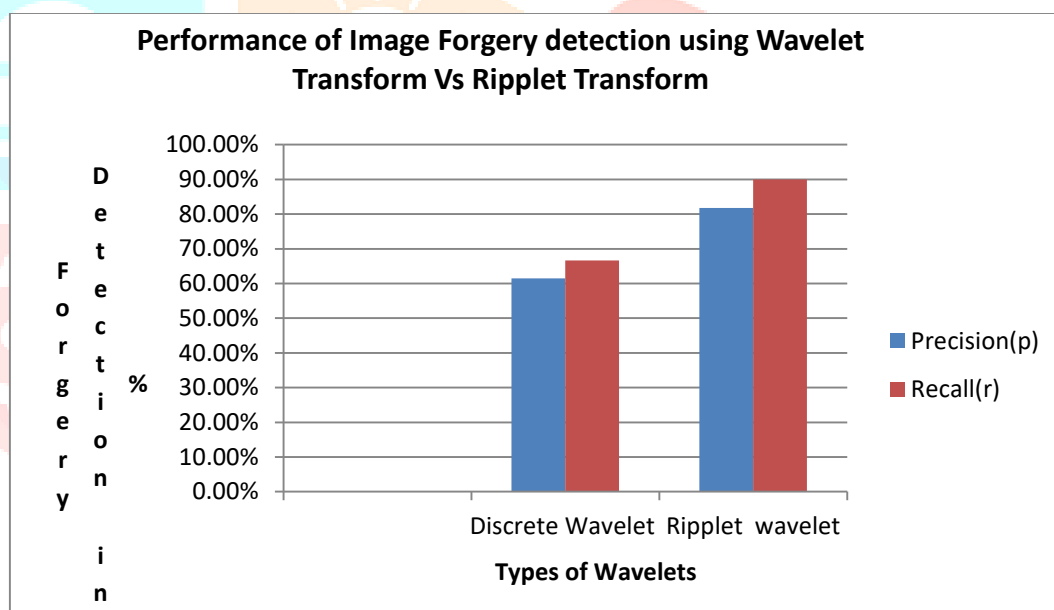 Performance of Image Forgery detection using Wavelet
Transform Vs Ripplet Transform
Forgery
Detection in
%
100.00%
90.00%
80.00%
70.00%
60.00%
50.00%
40.00%
30.00%
20.00%
10.00%
0.00%
Discrete Wavelet
Ripplet wavelet
Types of Wavelets
Precision(p)
Recall(r)